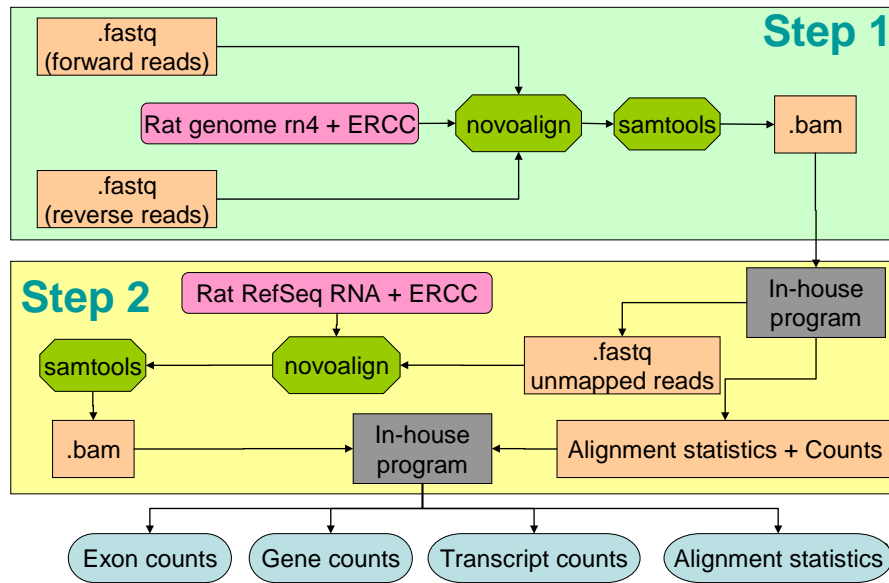 Step 1
.fastq
(forward reads)
Rat genome rn4 + ERCC
novoalign
samtools
.bam
.fastq
(reverse reads)
Step 2
Rat RefSeq RNA + ERCC
In-house
program
samtools
novoalign
.fastq
unmapped reads
.bam
In-house
program
Alignment statistics + Counts
Exon counts
Gene counts
Transcript counts
Alignment statistics